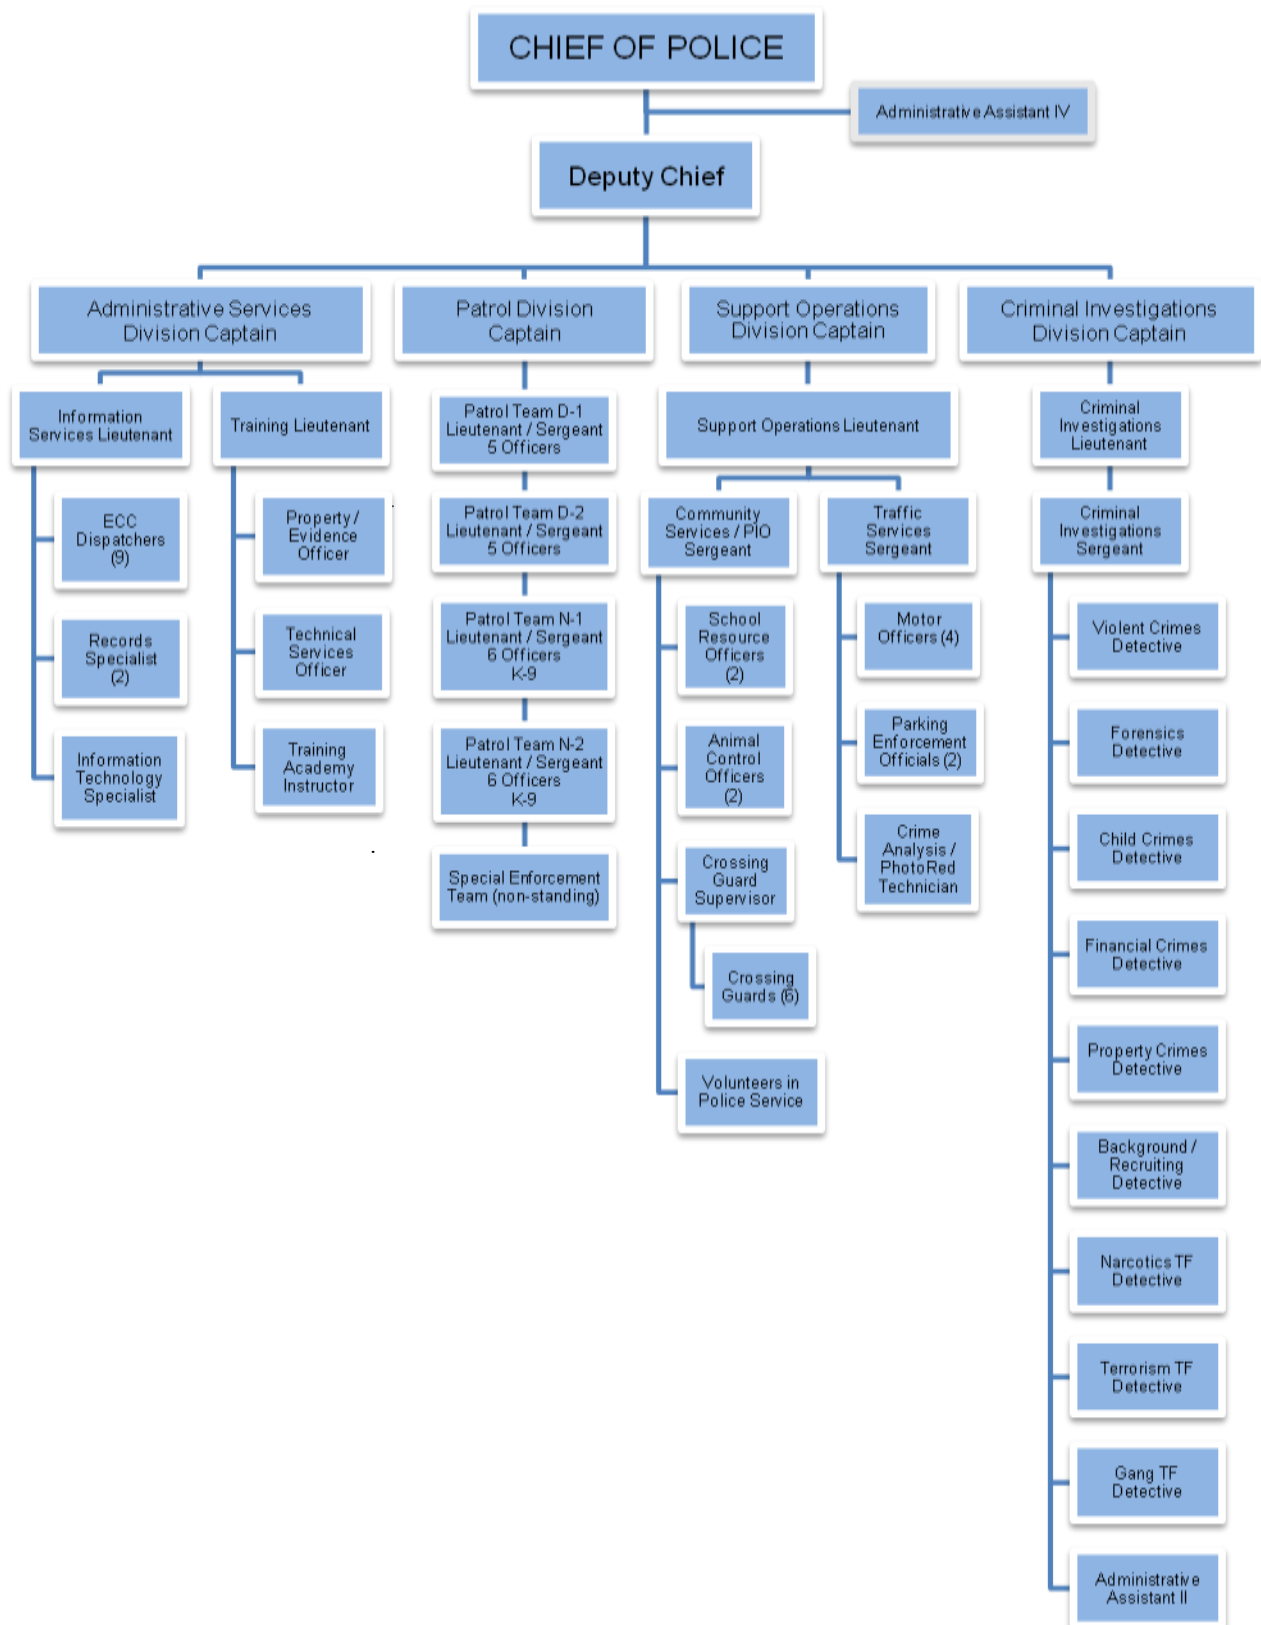 CHIEF OF POLICE
Administrative Assistant IV
Deputy Chief
Administrative Services
Division Captain
Patrol Division
Captain
Support Operations
Division Captain
Criminal Investigations
Division Captain
Information
Services Lieutenant
ECC
Dispatchers
(9)
Records
Specialist
(2)
Information
Technology
Specialist
Training Lieutenant
Property /
Evidence
Officer
Technical
Services
Officer
Training
Academy
Instructor
Patrol Team D-1
Lieutenant / Sergeant
5 Officers
Patrol Team D-2
Lieutenant / Sergeant
5 Officers
Patrol Team N-1
Lieutenant / Sergeant
6 Officers
K-9
Patrol Team N-2
Lieutenant / Sergeant
6 Officers
K-9
Special Enforcement
Team (non-standing)
Support Operations Lieutenant
Community
Services / PIO
Sergeant
School
Resource
Officers
(2)
Animal
Control
Officers
(2)
Crossing
Guard
Supervisor
Crossing
Guards (6)
Volunteers in
Police Service
Traffic
Services
Sergeant
Motor
Officers (4)
Parking
Enforcement
Officials (2)
Crime
Analysis /
PhotoRed
Technician
Criminal
Investigations
Lieutenant
Criminal
Investigations
Sergeant
Violent Crimes
Detective
Forensics
Detective
Child Crimes
Detective
Financial Crimes
Detective
Property Crimes
Detective
Background /
Recruiting
Detective
Narcotics TF
Detective
Terrorism TF
Detective
Gang TF
Detective
Administrative
Assistant II